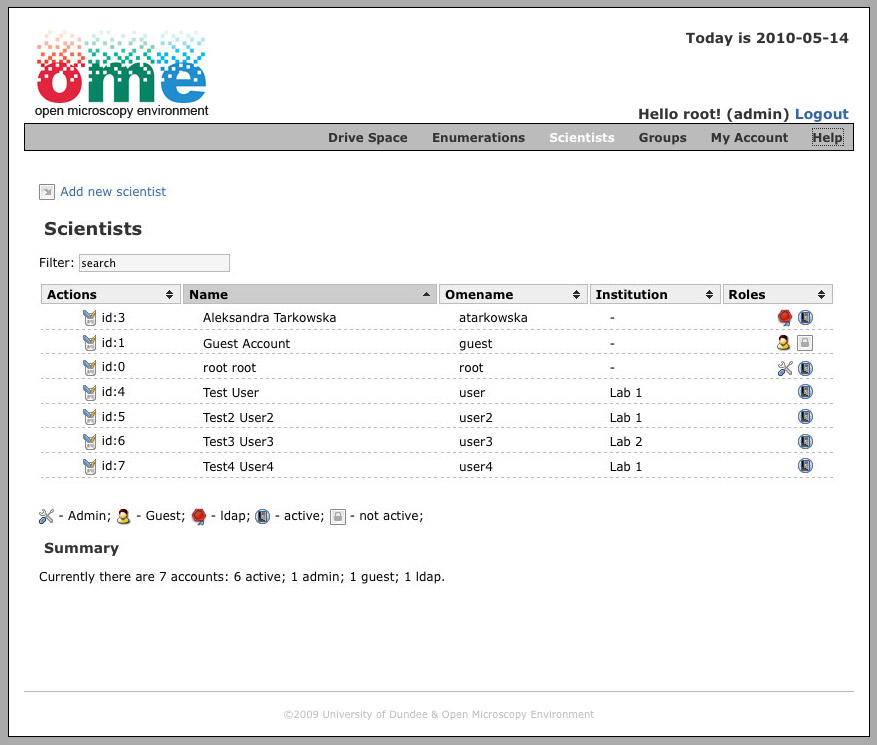 Today is 2010-05-14
ome
open microscopy environment
Hello root! (admin) Logout
Drive Space Enumerations Scientists Groups My Account Help
Add new scientist
Scientists
Filter: search
Actions Name Omename Institution Roles
id:3 Aleksandra Tarkowska atarkowska -
id:1 Guest Account guest -
id:0 root root root -
id:4 Test User user Lab 1
id:5 Test2 User2 user2 Lab 1
id:6 Test3 User3 user3 Lab 2
id:7 Test4 User4 user4 Lab 1
- Admin; - Guest; - ldap; - active; - not active;
Summary
Currently there are 7 accounts: 6 active; 1 admin; 1 guest; 1 ldap.
©2009 University of Dundee & Open Microscopy Environment